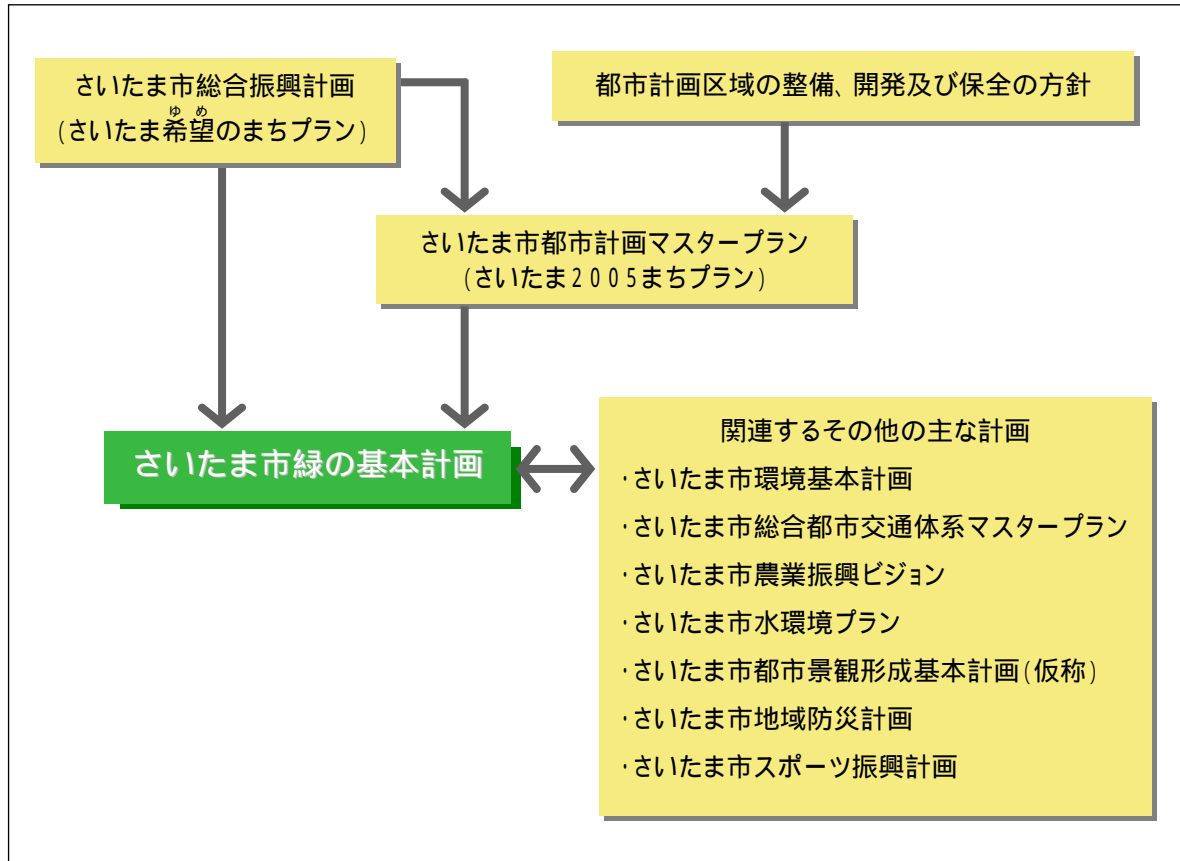 さいたま市総合振興計画
(さいたま希望のまちプラン)
ゆめ
都市計画区域の整備、開発及び保全の方針
さいたま市都市計画マスタープラン
(さいたま2005まちプラン)
さいたま市緑の基本計画
関連するその他の主な計画
・さいたま市環境基本計画
・さいたま市総合都市交通体系マスタープラン
・さいたま市農業振興ビジョン
・さいたま市水環境プラン
・さいたま市都市景観形成基本計画(仮称)
・さいたま市地域防災計画
・さいたま市スポーツ振興計画